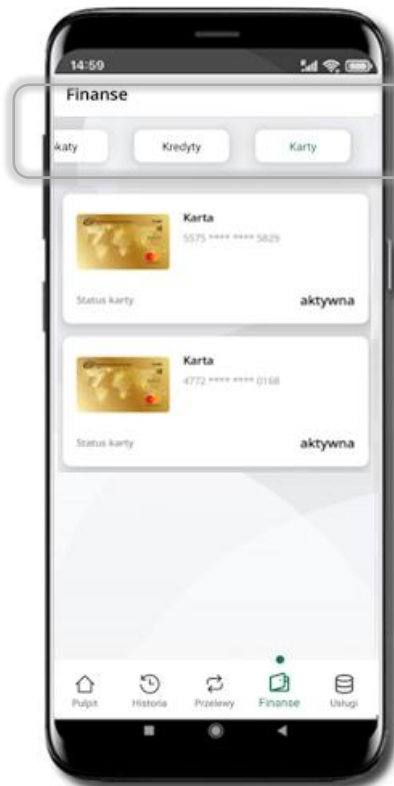 14:59
Finanse
katy Kredyty Karty
Karta
5575 **** **** 5829
Status karty aktywna
Karta
4772 **** **** 0168
Status karty aktywna
Pulpit Historia Przelewy Finanse Usługi